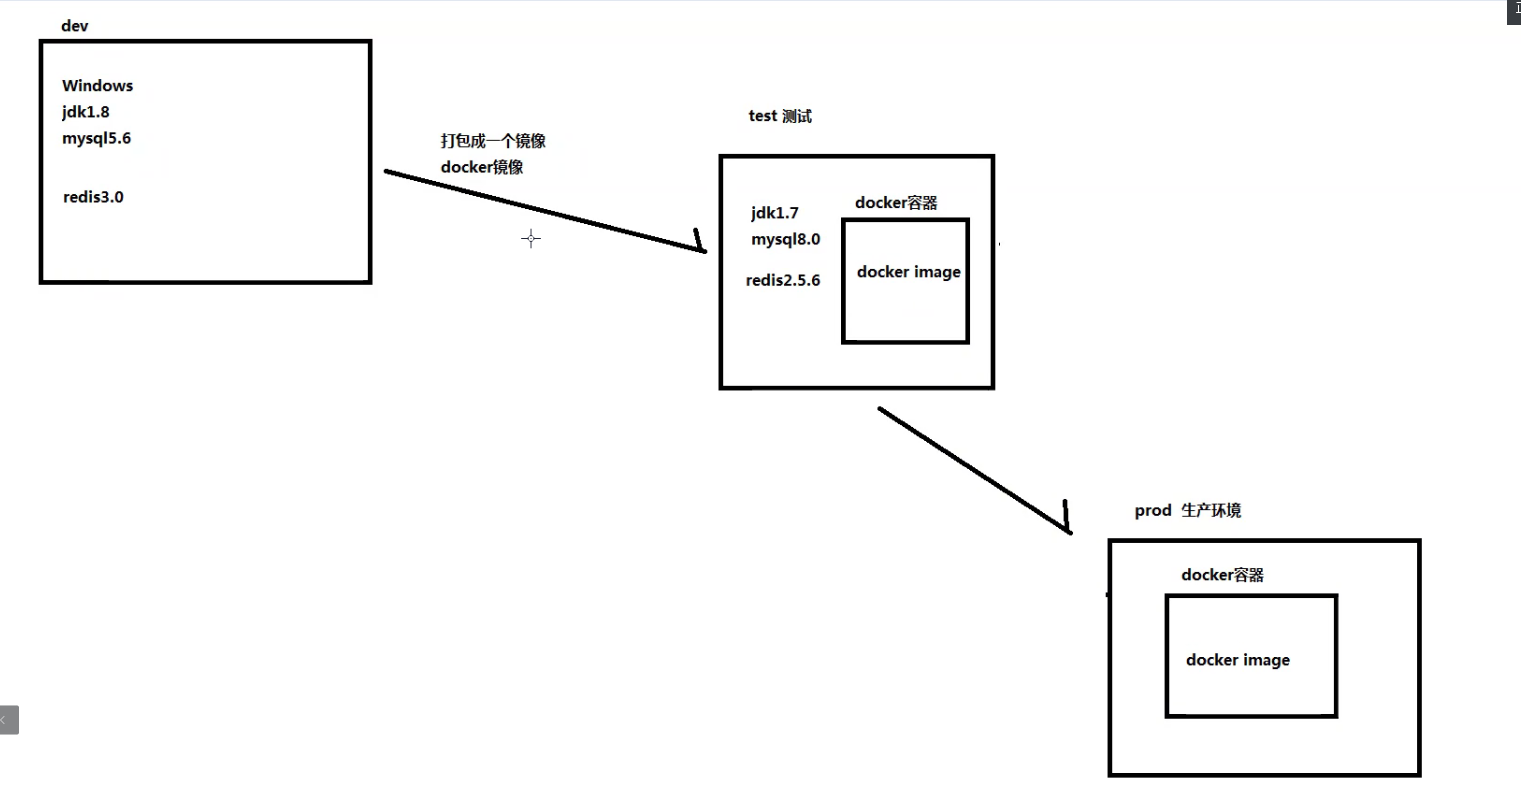 dev
Windows
jdk1.8
mysql5.6
redis3.0
打包成一个镜像
docker镜像
test 测试
docker容器
jdk1.7
mysql8.0
redis2.5.6
docker image
prod 生产环境
docker容器
docker image